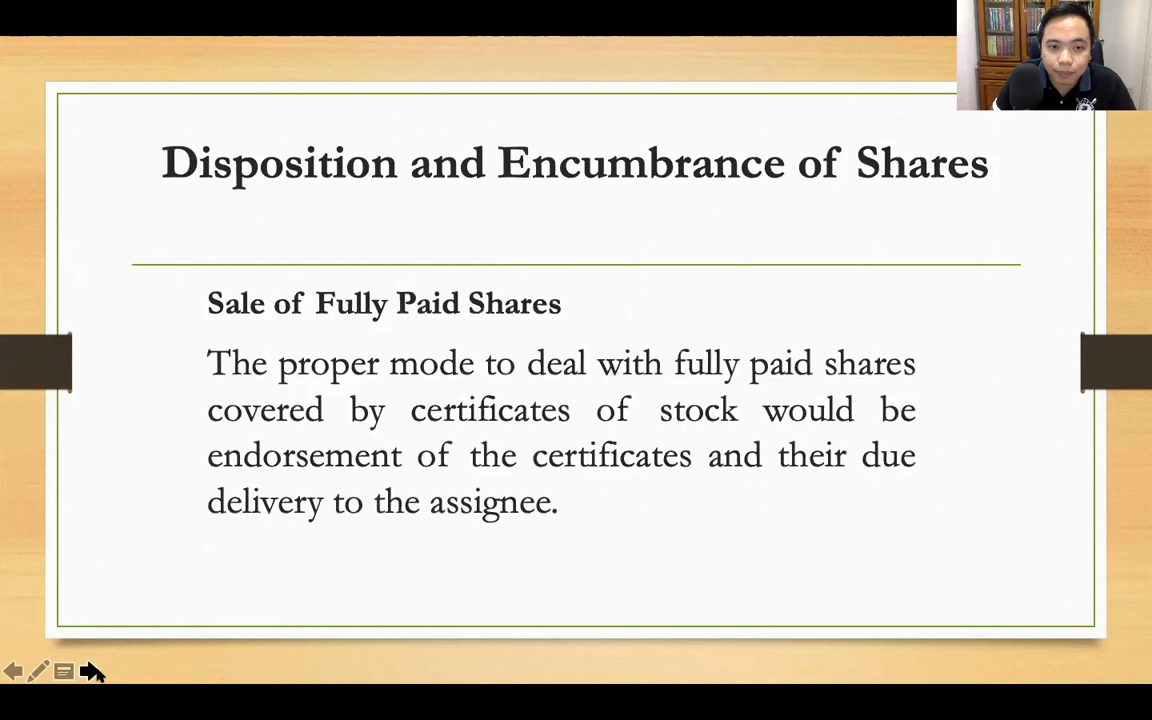 Disposition and Encumbrance of Shares
Sale of Fully Paid Shares
The proper mode to deal with fully paid shares
covered by certificates of stock would be
endorsement of the certificates and their due
delivery to the assignee.